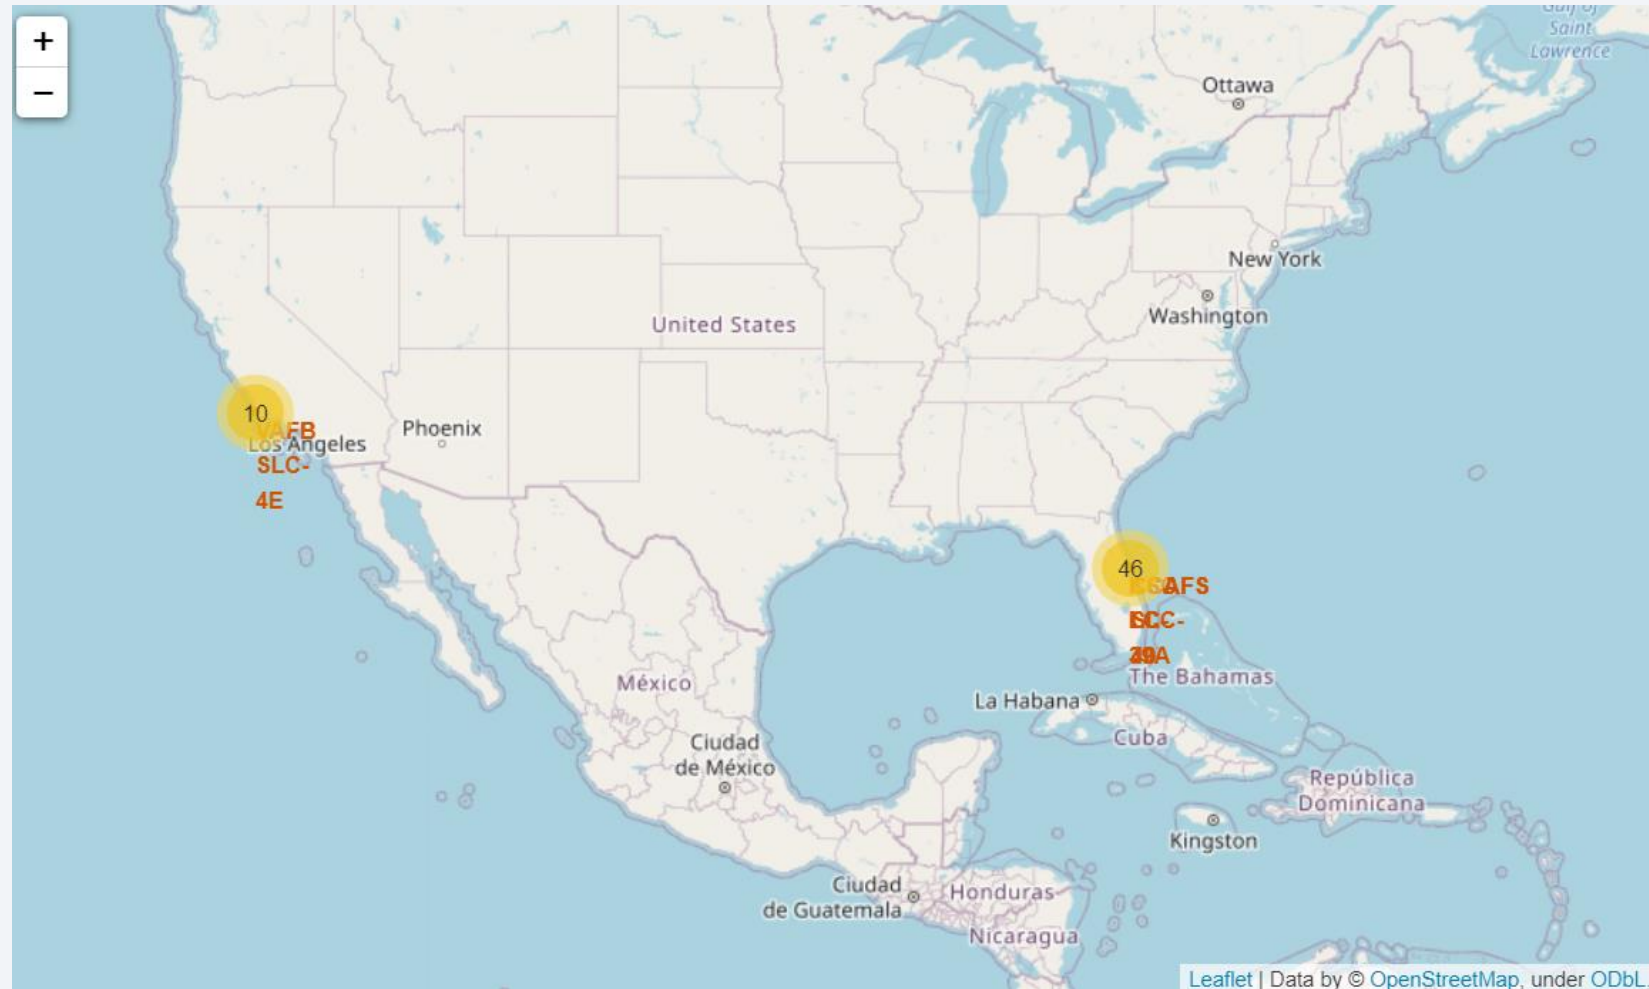 +
−
Gulf of
Saint
Lawrence
Ottawa
New York
Washington
United States
10
VAFB
Los Angeles
SLC-
4E
Phoenix
46
México
The Bahamas
La Habana
Cuba
Ciudad
de México
República
Dominicana
Kingston
Ciudad
de Guatemala
Honduras
Nicaragua
Leaflet | Data by © OpenStreetMap, under ODbL